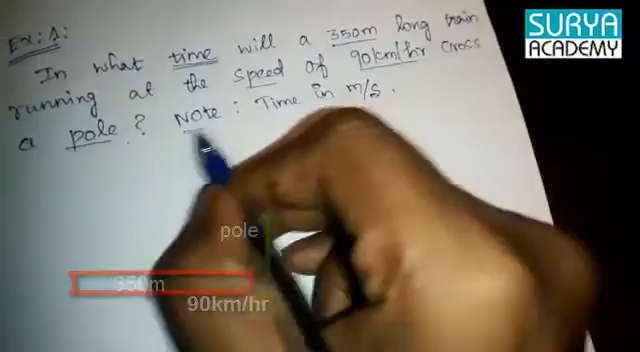 Ex: 1:
In what time will a 350m long train
running at the speed of 90km/hr cross
a pole? Note: Time in m/s.
SURYA
ACADEMY
pole
350m
90km/hr